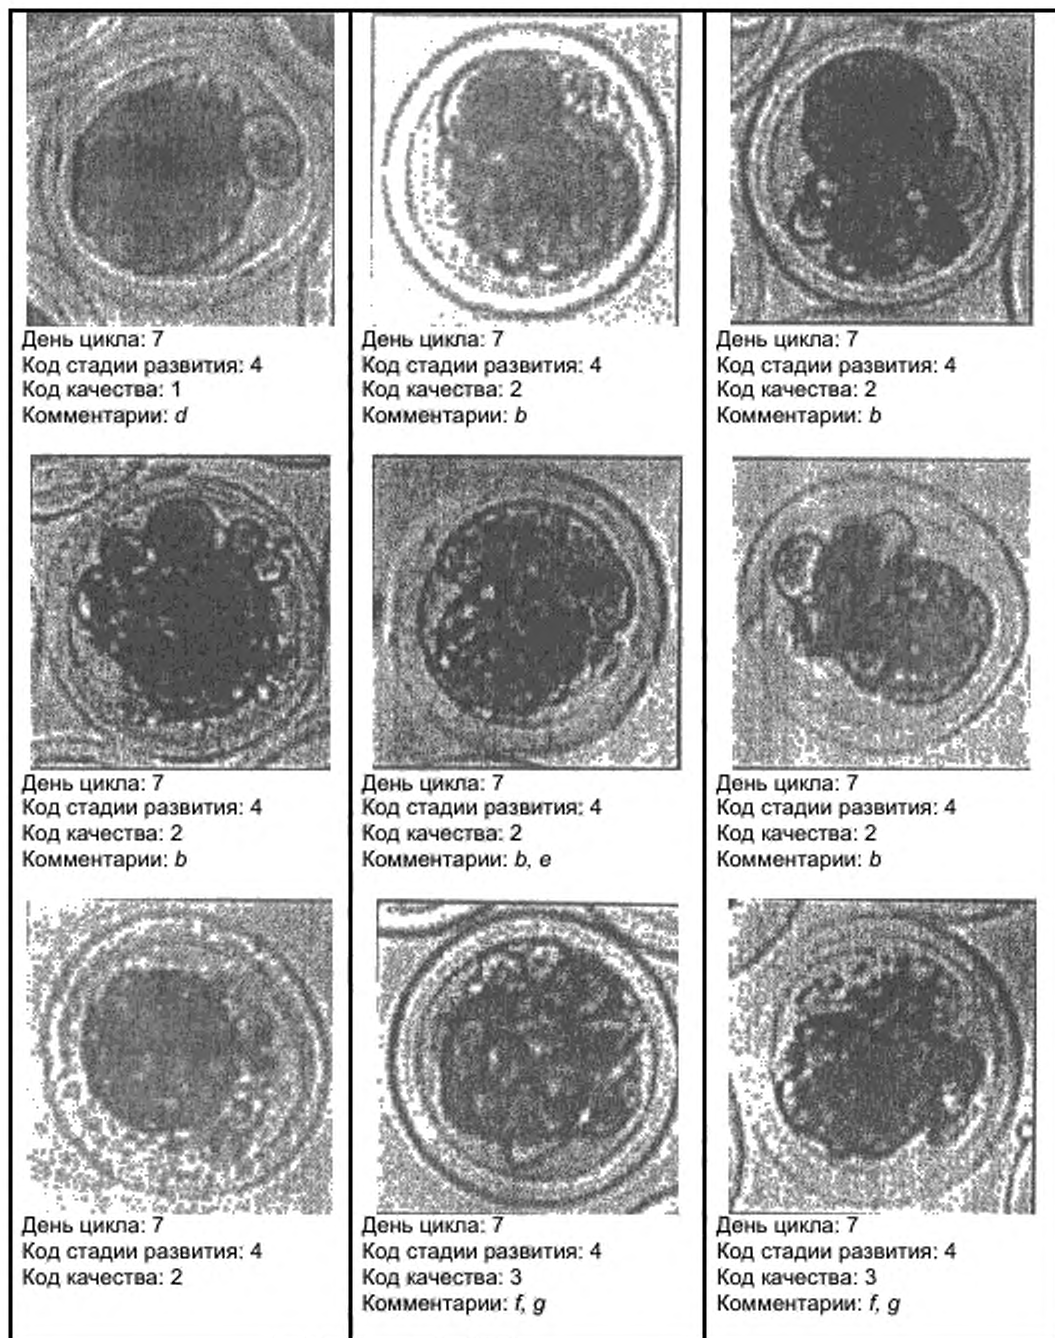 День цикла: 7
Код стадии развития: 4
Код качества: 1
Комментарии: d
День цикла: 7
Код стадии развития: 4
Код качества: 2
Комментарии: b
День цикла: 7
Код стадии развития: 4
Код качества: 2
Комментарии: b
День цикла: 7
Код стадии развития: 4
Код качества: 2
Комментарии: b
День цикла: 7
Код стадии развития: 4
Код качества: 2
Комментарии: b, e
День цикла: 7
Код стадии развития: 4
Код качества: 2
Комментарии: b
День цикла: 7
Код стадии развития: 4
Код качества: 2
День цикла: 7
Код стадии развития: 4
Код качества: 3
Комментарии: f, g
День цикла: 7
Код стадии развития: 4
Код качества: 3
Комментарии: f, g